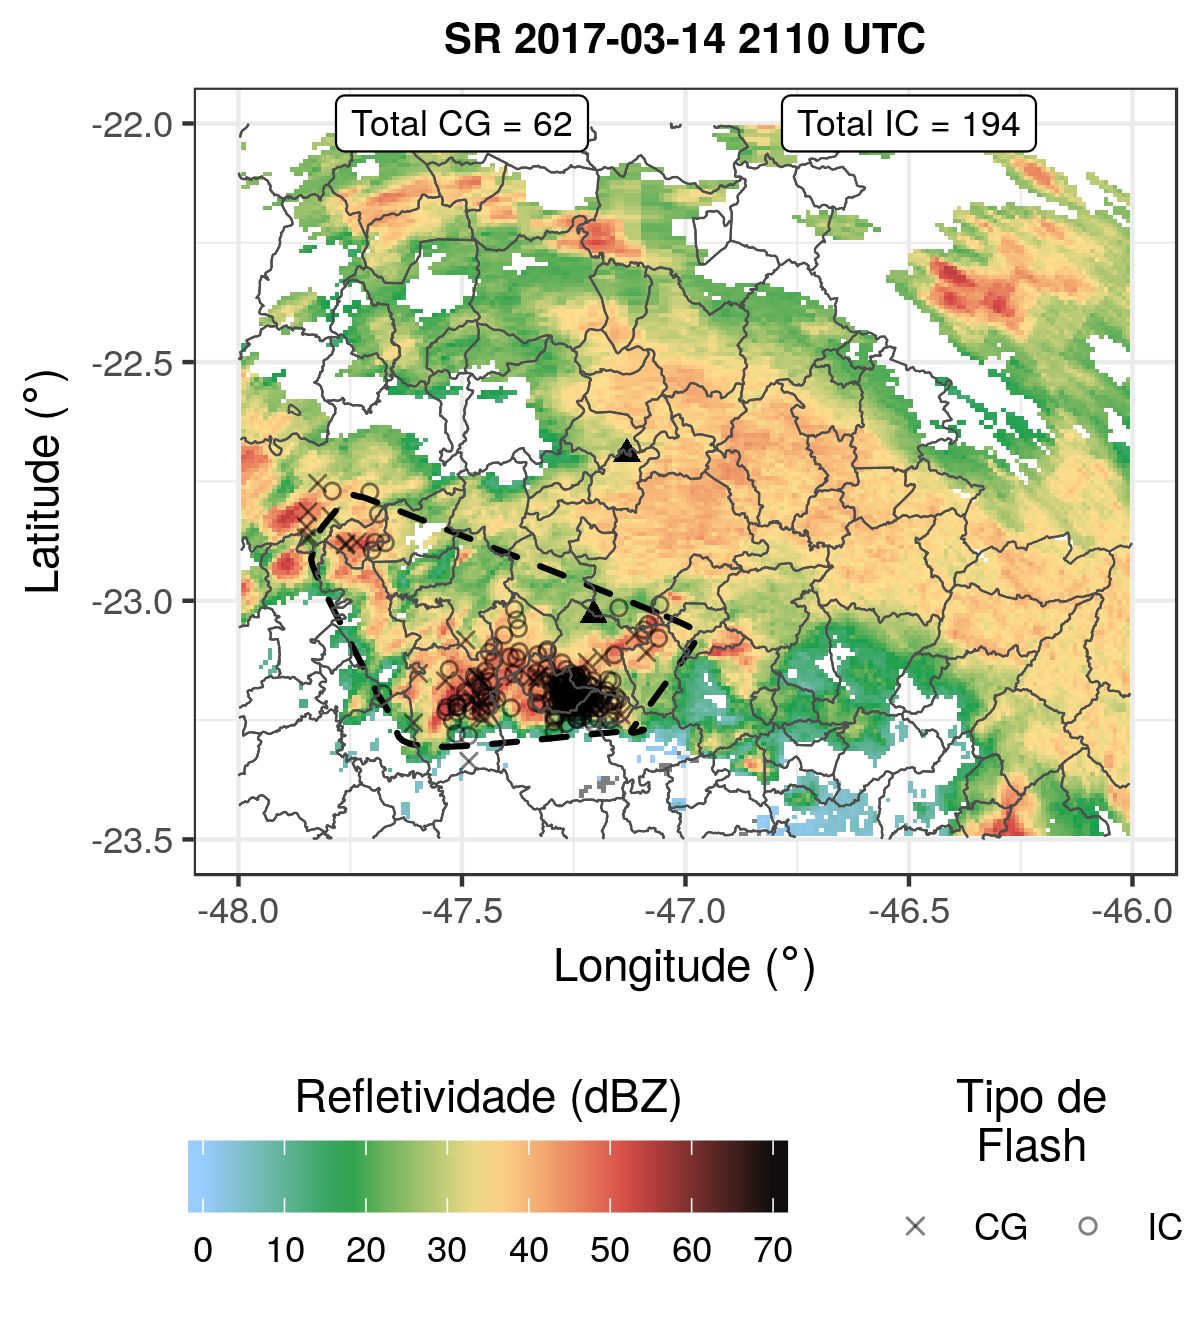 SR 2017-03-14 2110 UTC
Total CG = 62
Total IC = 194
-22.0
-22.5
-23.0
-23.5
Latitude (°)
-48.0
-47.5
-47.0
-46.5
-46.0
Longitude (°)
Refletividade (dBZ)
0
10
20
30
40
50
60
70
Tipo de
Flash
CG
IC